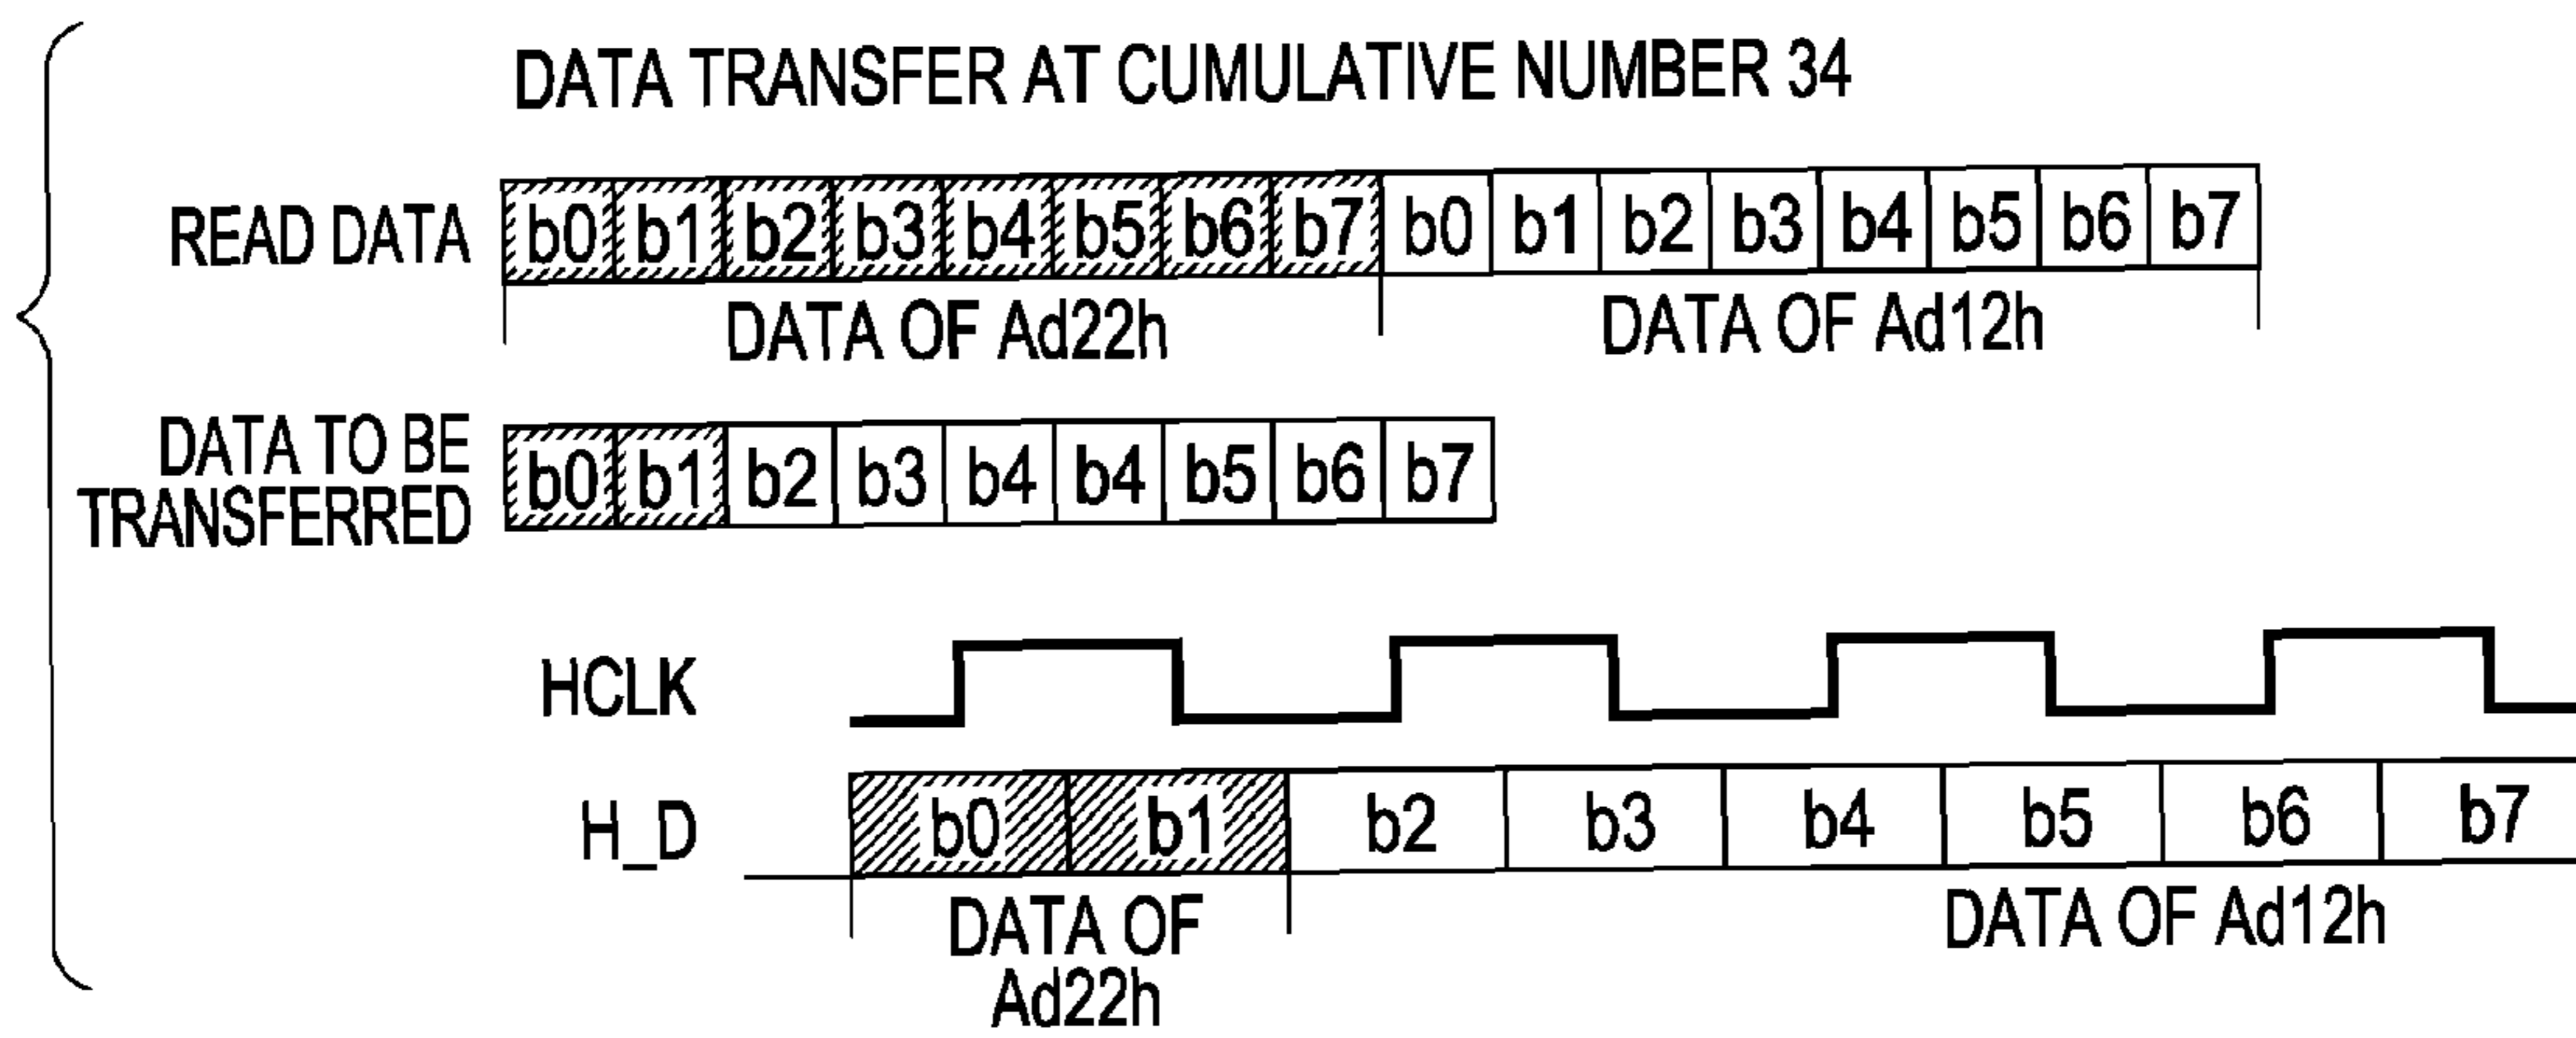 DATA TRANSFER AT CUMULATIVE NUMBER 34
READ DATA b0 b1 b2 b3 b4 b5 b6 b7 b0 b1 b2 b3 b4 b5 b6 b7
DATA OF Ad22h DATA OF Ad12h
DATA TO BE
TRANSFERRED
b0 b1 b2 b3 b4 b4 b5 b6 b7
HCLK
H_D b0 b1 b2 b3 b4 b5 b6 b7
DATA OF
Ad22h
DATA OF Ad12h